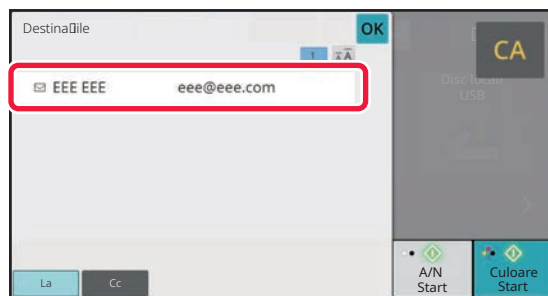 Destina�ile
OK
1
CA
EEE EEE eee@eee.com
Disc local/
USB
La
Cc
A/N
Start
Culoare
Start